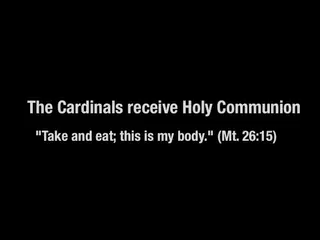 The Cardinals receive Holy Communion
"Take and eat; this is my body." (Mt. 26:15)